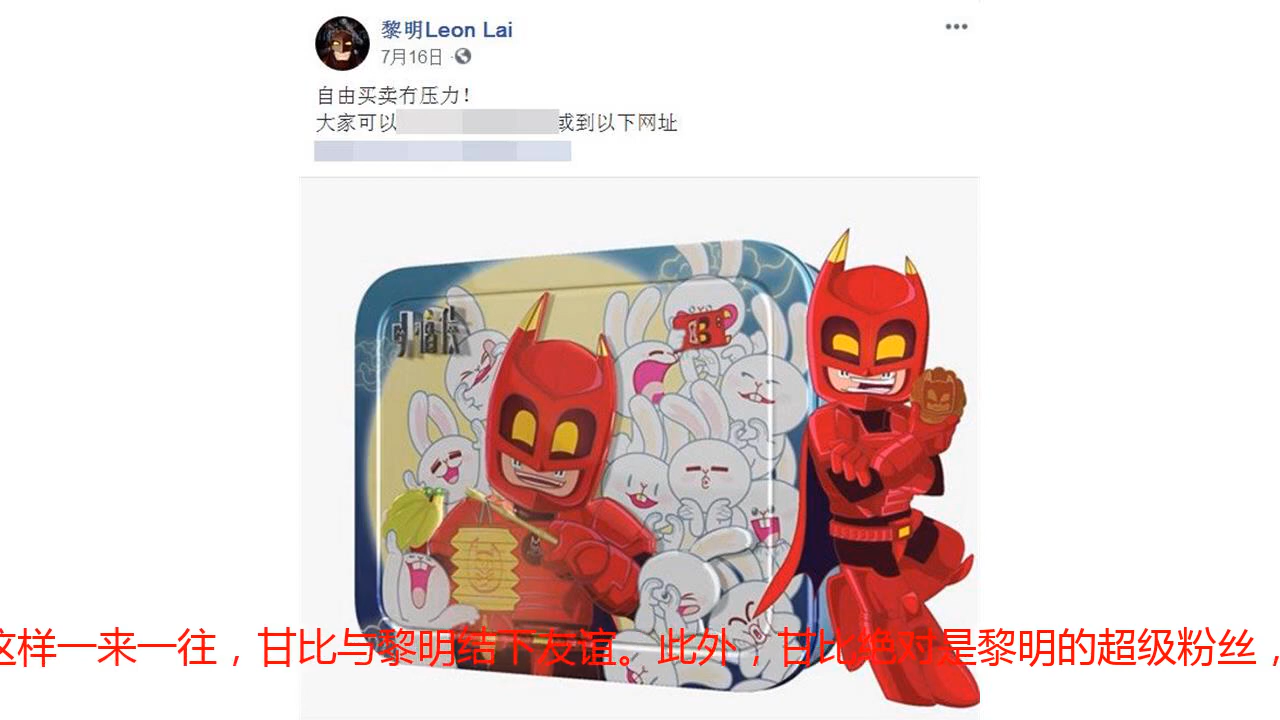 黎明Leon Lai
7月16日
自由买卖冇压力!
大家可以
或到以下网址
这样一来一往，甘比与黎明结下友谊。此外，甘比绝对是黎明的超级粉丝，